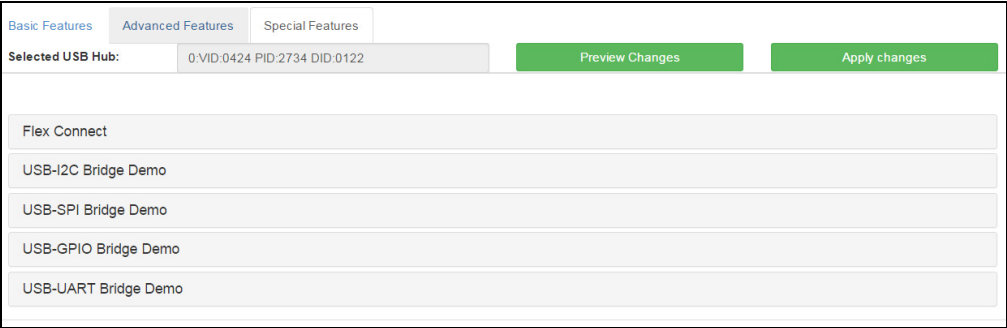 Basic Features Advanced Features Special Features
Selected USB Hub: 0:VID:0424 PID:2734 DID:0122 Preview Changes Apply changes
Flex Connect
USB-I2C Bridge Demo
USB-SPI Bridge Demo
USB-GPIO Bridge Demo
USB-UART Bridge Demo